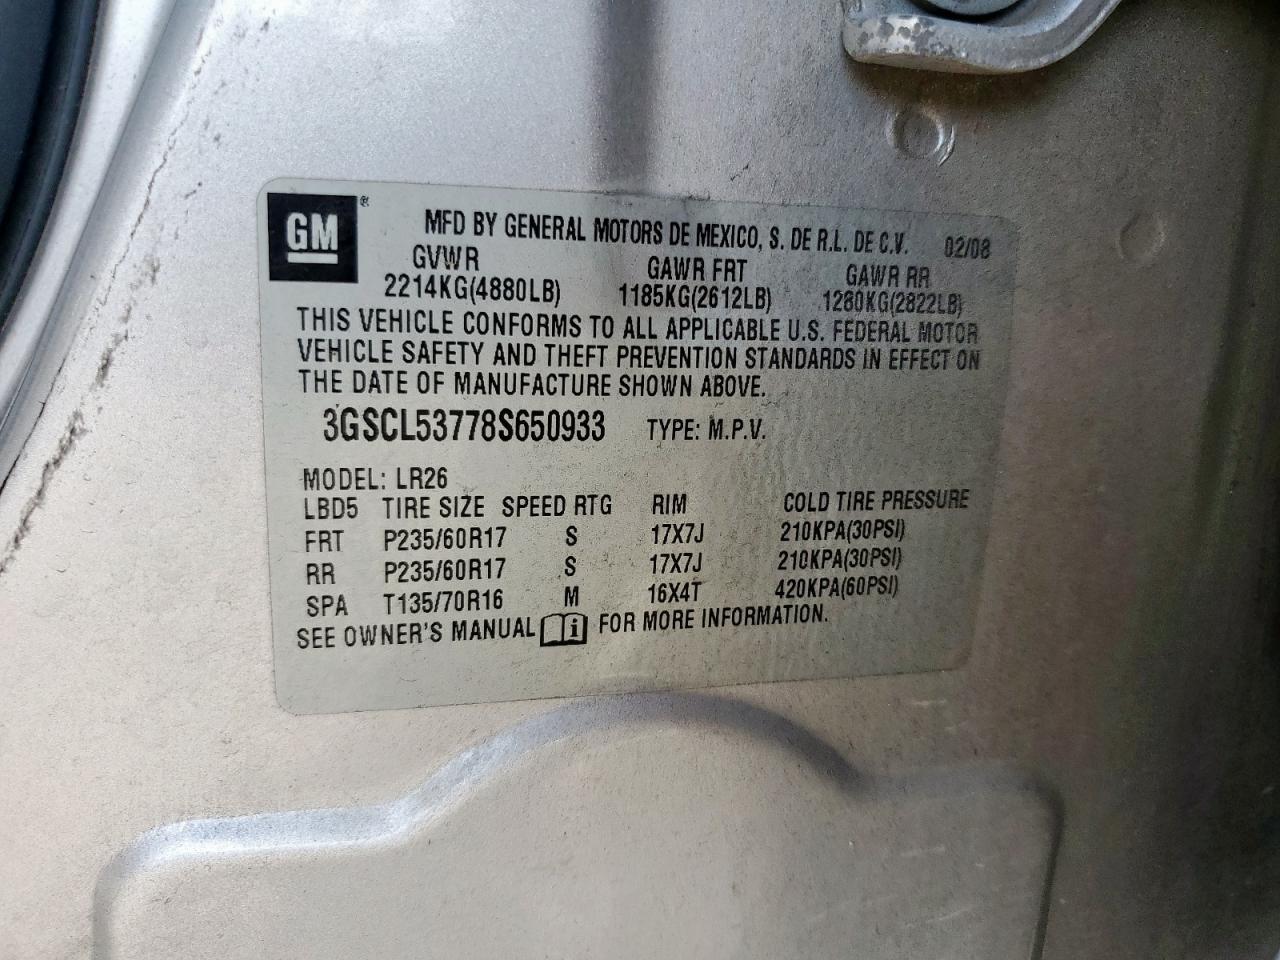 GM ®
MFD BY GENERAL MOTORS DE MEXICO, S. DE R.L. DE C.V. 02/08
GVWR GAWR FRT GAWR RR
2214KG(4880LB) 1185KG(2612LB) 1280KG(2822LB)
THIS VEHICLE CONFORMS TO ALL APPLICABLE U.S. FEDERAL MOTOR
VEHICLE SAFETY AND THEFT PREVENTION STANDARDS IN EFFECT ON
THE DATE OF MANUFACTURE SHOWN ABOVE.
3GSCL53778S650933 TYPE: M.P.V.
MODEL: LR26
LBD5 TIRE SIZE SPEED RTG RIM COLD TIRE PRESSURE
FRT P235/60R17 S 17X7J 210KPA(30PSI)
RR P235/60R17 S 17X7J 210KPA(30PSI)
SPA T135/70R16 M 16X4T 420KPA(60PSI)
SEE OWNER'S MANUAL i FOR MORE INFORMATION.